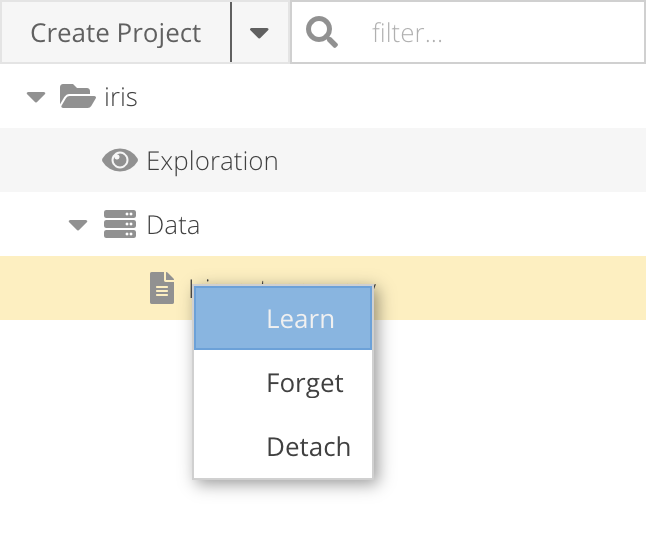 Create Project
filter...
iris
Exploration
Data
Learn
Forget
Detach